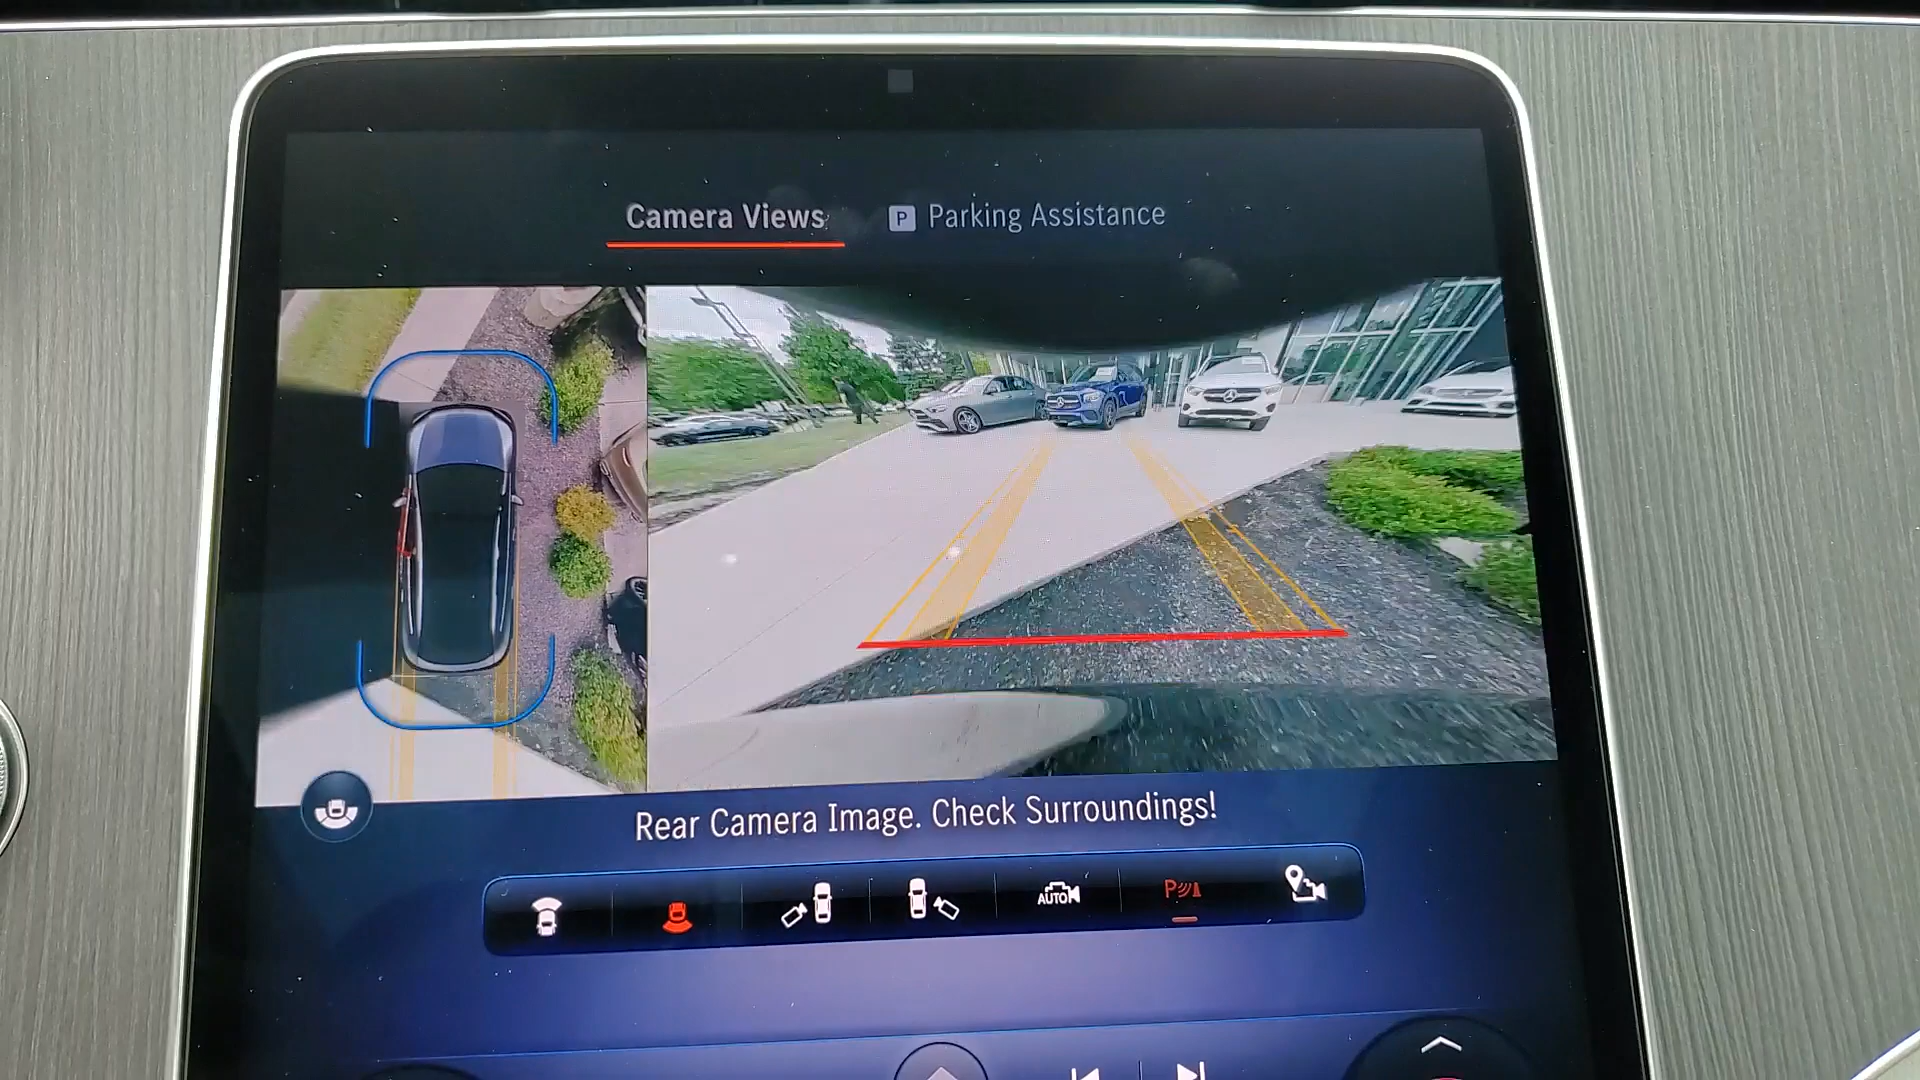 Camera Views
P Parking Assistance
Rear Camera Image. Check Surroundings!
AUTO
P